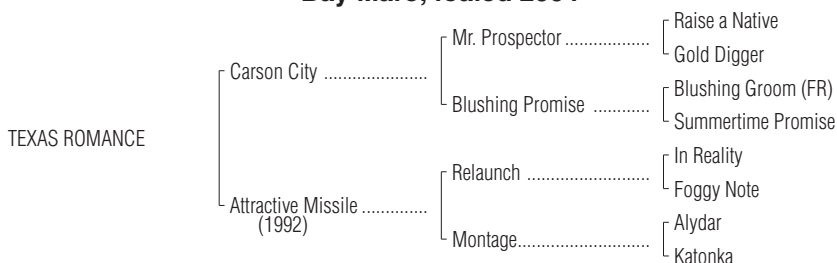 Bay Mare; foaled
Raise a Native
Mr. Prospector ..................
Gold Digger
Carson City ......................
Blushing Groom (FR)
Blushing Promise ............
Summertime Promise
TEXAS ROMANCE
In Reality
Relaunch ..........................
Foggy Note
Attractive Missile ..............
(1992)
Alydar
Montage............................
Katonka